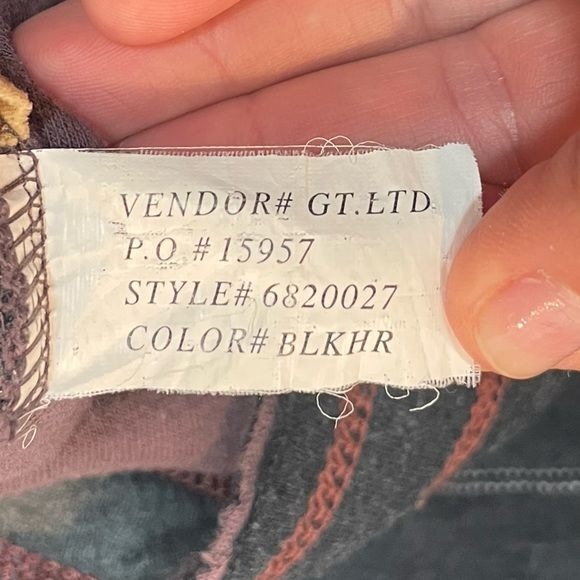 VENDOR# GT.LTD
P.O # 15957
STYLE# 6820027
COLOR# BLKHR